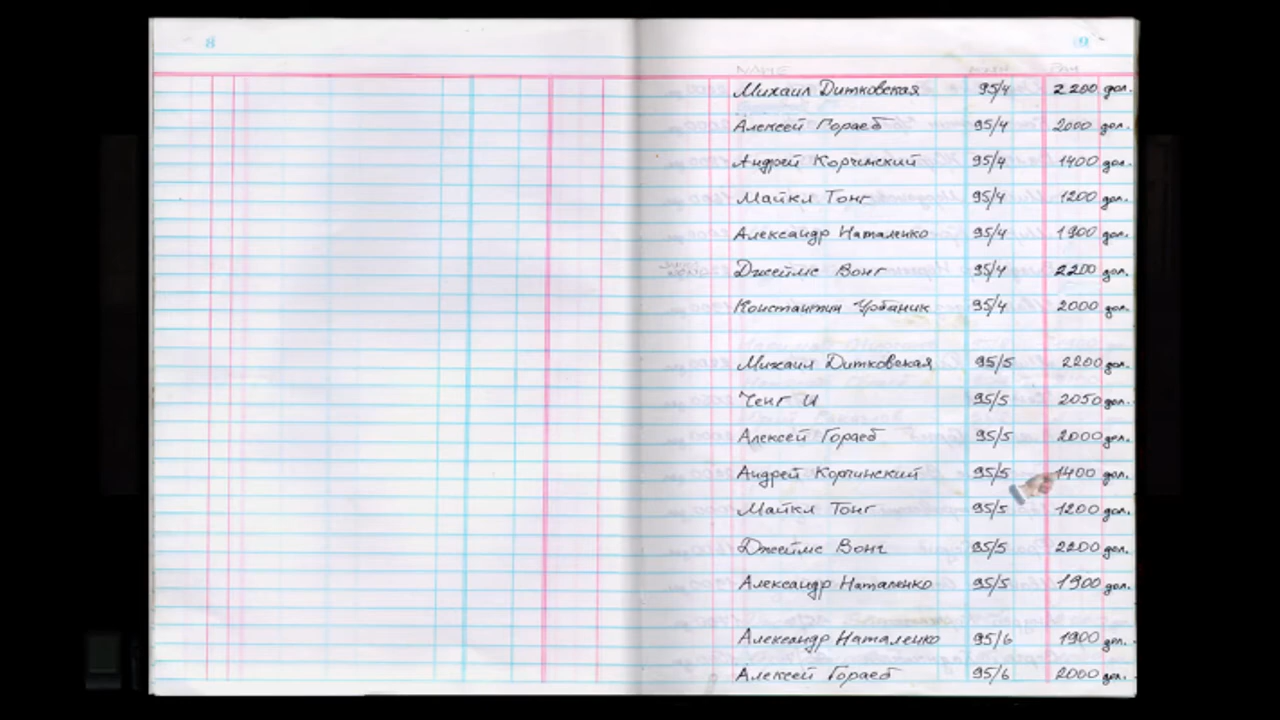 8
9
NAME
Михаил Дитковская 95/4 2200 дол.
Алексей Гораеб 95/4 2000 дол.
Андрей Корчинский 95/4 1400 дол.
Майкл Тонг 95/4 1200 дол.
Александр Наталенко 95/4 1900 дол.
Джеймс Вонг 95/4 2200 дол.
Константин Урбаник 95/4 2000 дол.
Михаил Дитковская 95/5 2200 дол.
Ченг И 95/5 2050 дол.
Алексей Гораеб 95/5 2000 дол.
Андрей Корчинский 95/5 1400 дол.
Майкл Тонг 95/5 1200 дол.
Джеймс Вонг 95/5 2200 дол.
Александр Наталенко 95/5 1900 дол.
Александр Наталенко 95/6 1900 дол.
Алексей Гораеб 95/6 2000 дол.